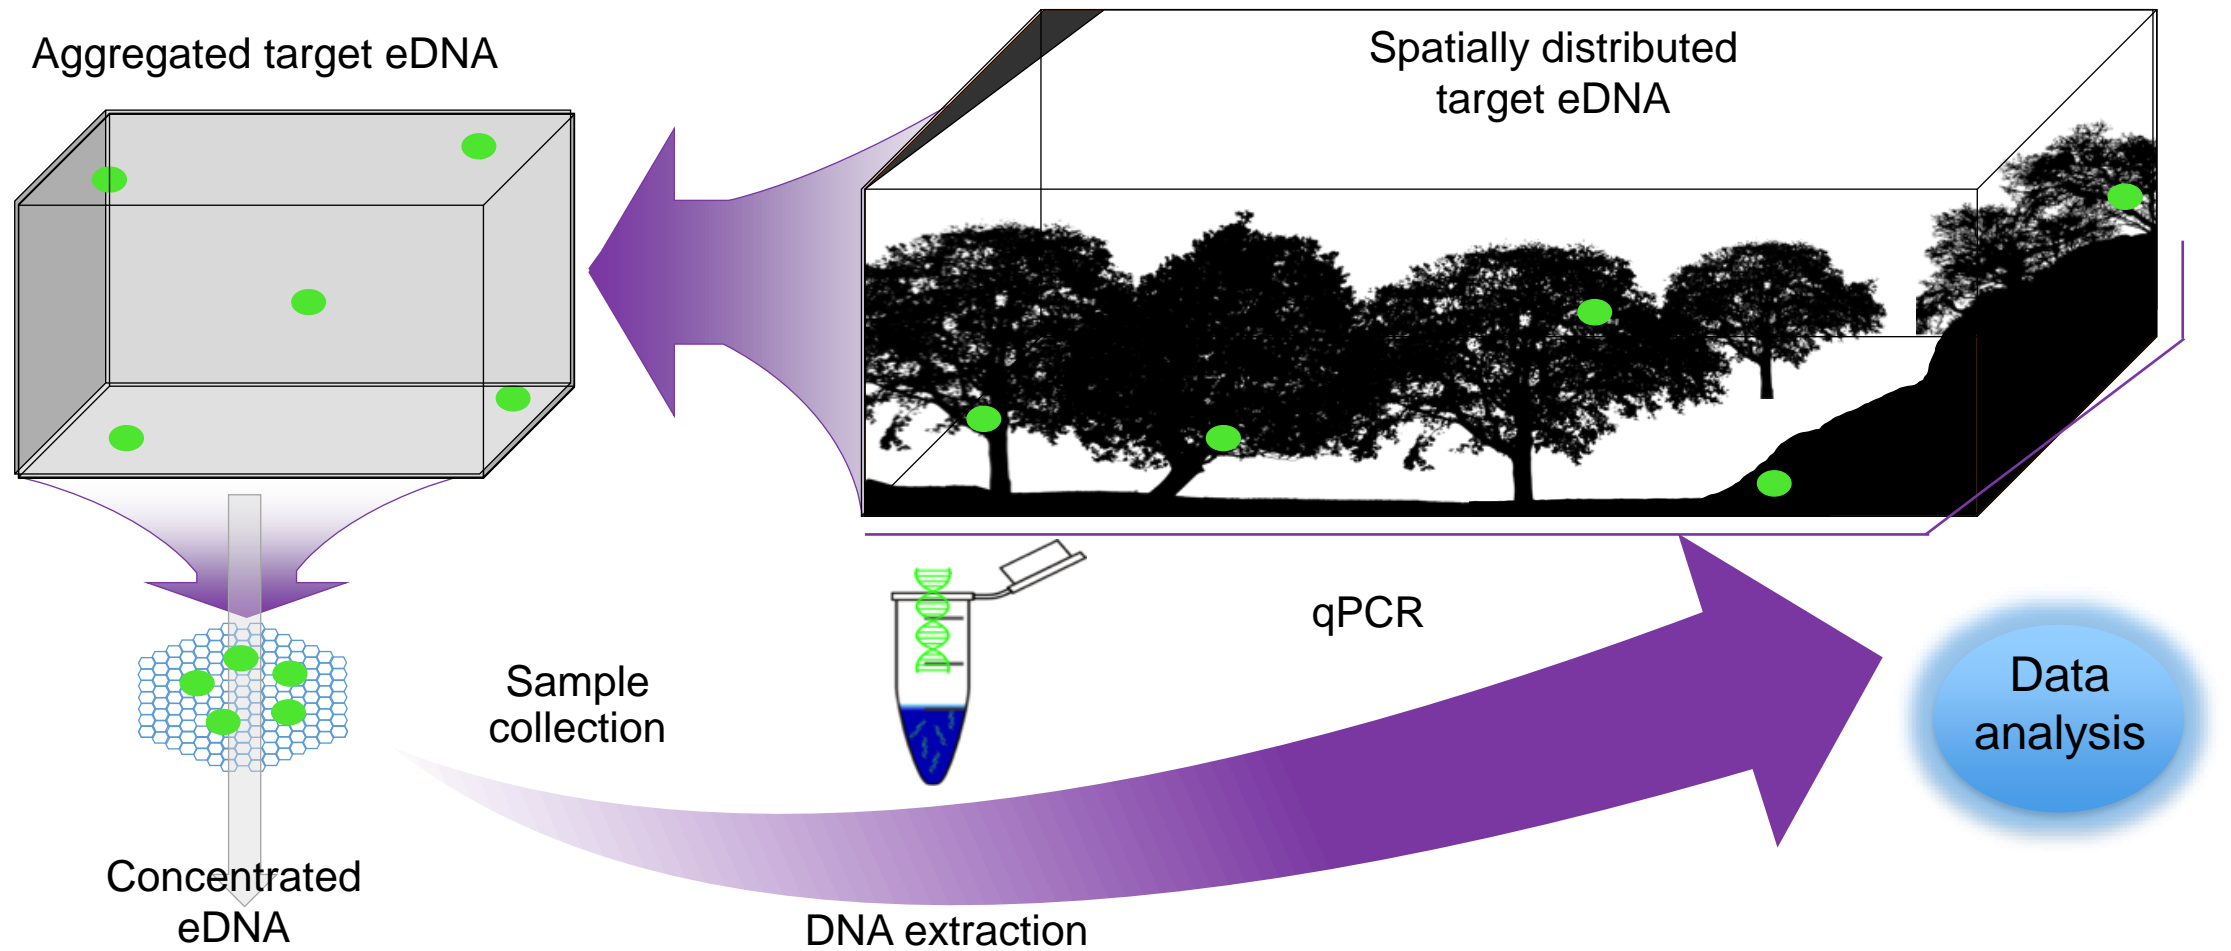 Aggregated target eDNA
Spatially distributed
target eDNA
qPCR
Sample
collection
Data
analysis
Concentrated
eDNA
DNA extraction